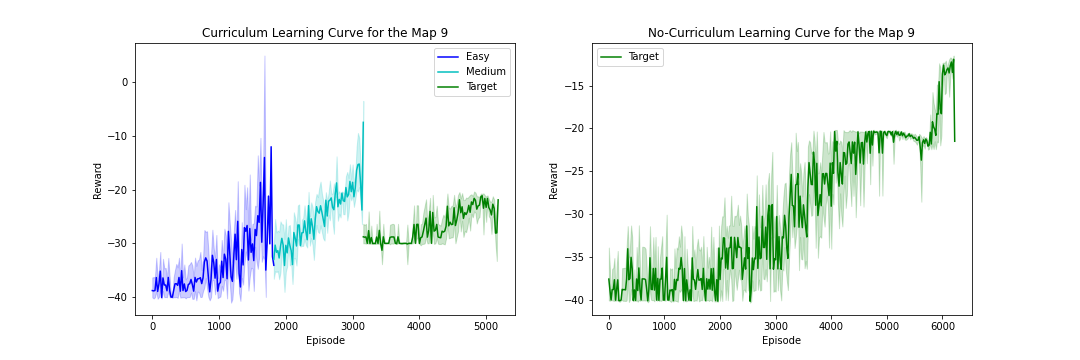 Curriculum Learning Curve for the Map 9
Reward
0
−10
−20
−30
−40
Easy
Medium
Target
0
1000
2000
3000
4000
5000
Episode
No-Curriculum Learning Curve for the Map 9
Reward
−15
−20
−25
−30
−35
−40
Target
0
1000
2000
3000
4000
5000
6000
Episode